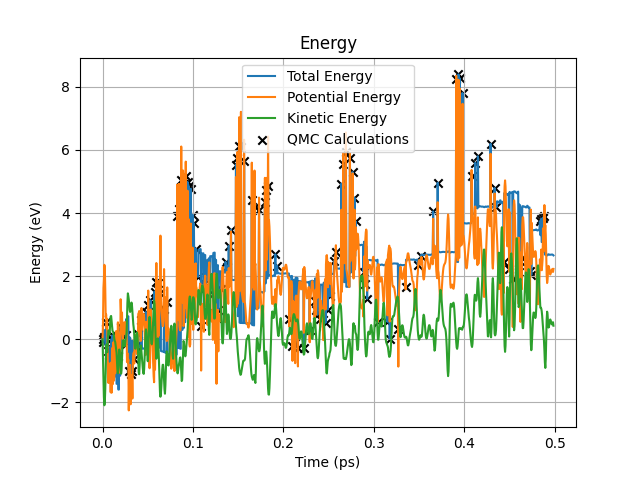 Energy
Total Energy
Potential Energy
Kinetic Energy
QMC Calculations
Energy (eV)
8
6
4
2
0
−2
0.0 0.1 0.2 0.3 0.4 0.5
Time (ps)